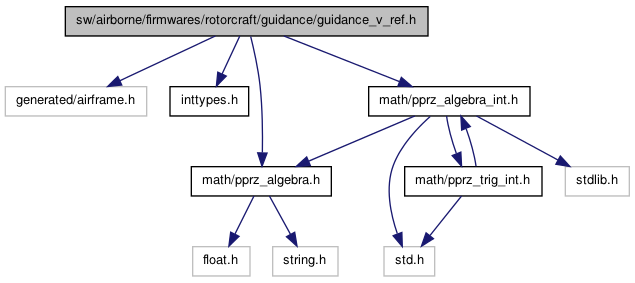 sw/airborne/firmwares/rotorcraft/guidance/guidance_v_ref.h
generated/airframe.h
inttypes.h
math/pprz_algebra_int.h
math/pprz_algebra.h
math/pprz_trig_int.h
stdlib.h
float.h
string.h
std.h